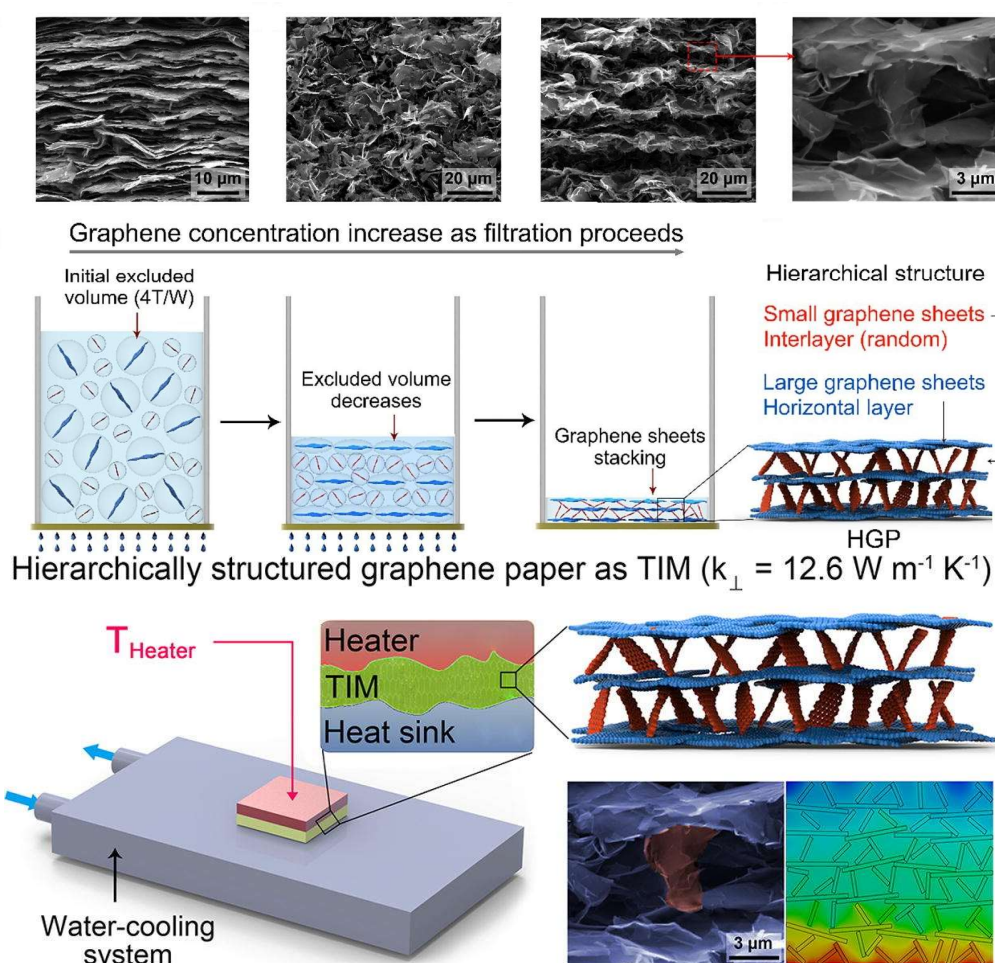 10 μm
20 μm
20 μm
3 μm
Graphene concentration increase as filtration proceeds
Initial excluded
volume (4T/W)
Excluded volume
decreases
Graphene sheets
stacking
Hierarchical structure
Small graphene sheets
Interlayer (random)
Large graphene sheets
Horizontal layer
HGP
Hierarchically structured graphene paper as TIM (k⊥ = 12.6 W m⁻¹ K⁻¹)
T Heater
Heater
TIM
Heat sink
Water-cooling
system
3 μm